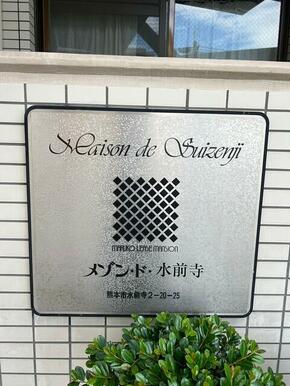 Maison de Suizenji
MARUKO LEASE MANSION
メゾン・ド・水前寺
熊本市水前寺2-20-25